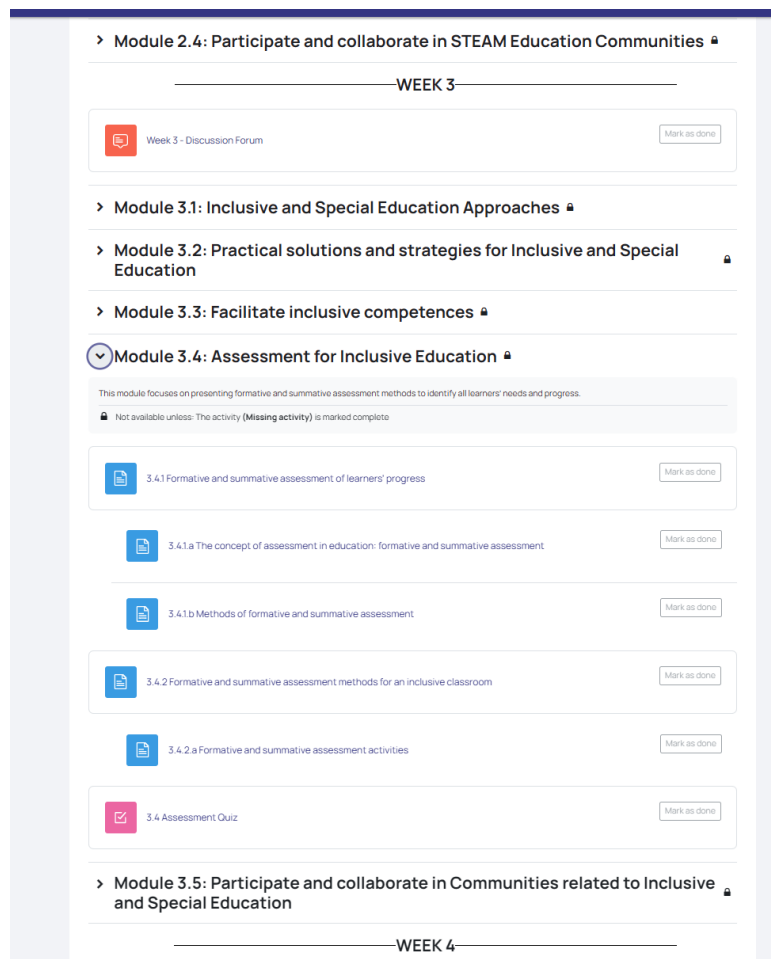 Module 2.4: Participate and collaborate in STEAM Education Communities
WEEK 3
Week 3 - Discussion Forum
Mark as done
Module 3.1: Inclusive and Special Education Approaches
Module 3.2: Practical solutions and strategies for Inclusive and Special
Education
Module 3.3: Facilitate inclusive competences
Module 3.4: Assessment for Inclusive Education
This module focuses on presenting formative and summative assessment methods to identify all learners' needs and progress.
Not available unless: The activity (Missing activity) is marked complete
3.4.1 Formative and summative assessment of learners' progress
Mark as done
3.4.1.a The concept of assessment in education: formative and summative assessment
Mark as done
3.4.1.b Methods of formative and summative assessment
Mark as done
3.4.2 Formative and summative assessment methods for an inclusive classroom
Mark as done
3.4.2.a Formative and summative assessment activities
Mark as done
3.4 Assessment Quiz
Mark as done
Module 3.5: Participate and collaborate in Communities related to Inclusive
and Special Education
WEEK 4